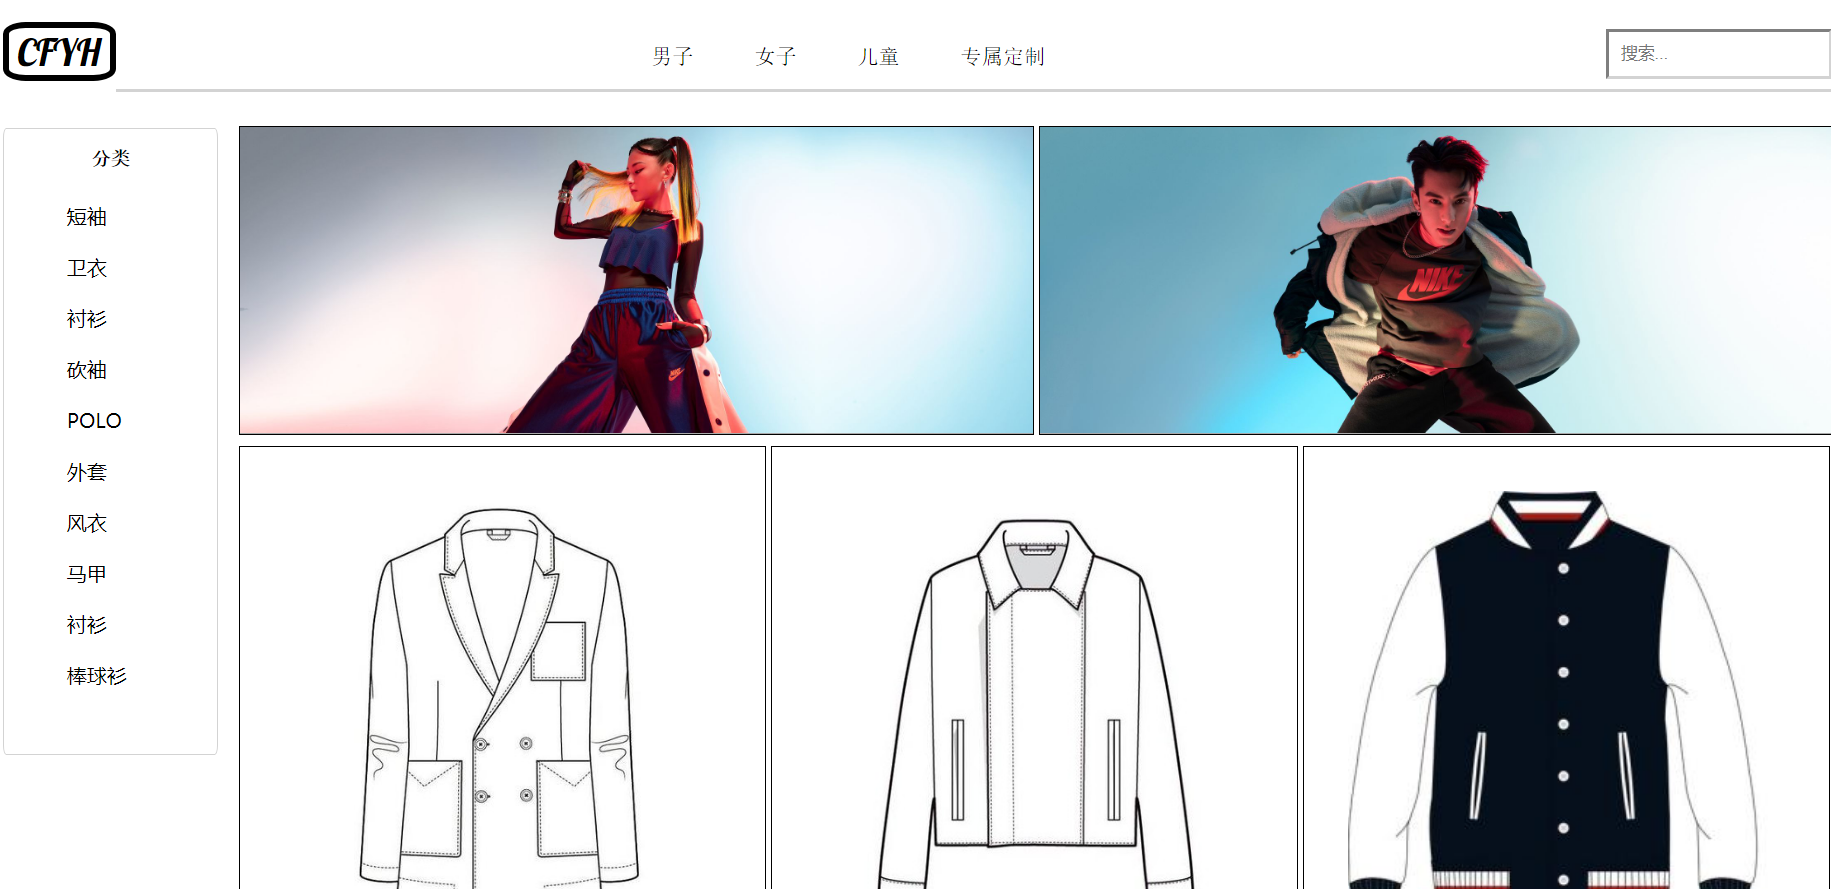 CFYH
男子 女子 儿童 专属定制
搜索...
分类
短袖
卫衣
衬衫
砍袖
POLO
外套
风衣
马甲
衬衫
棒球衫
NIKE